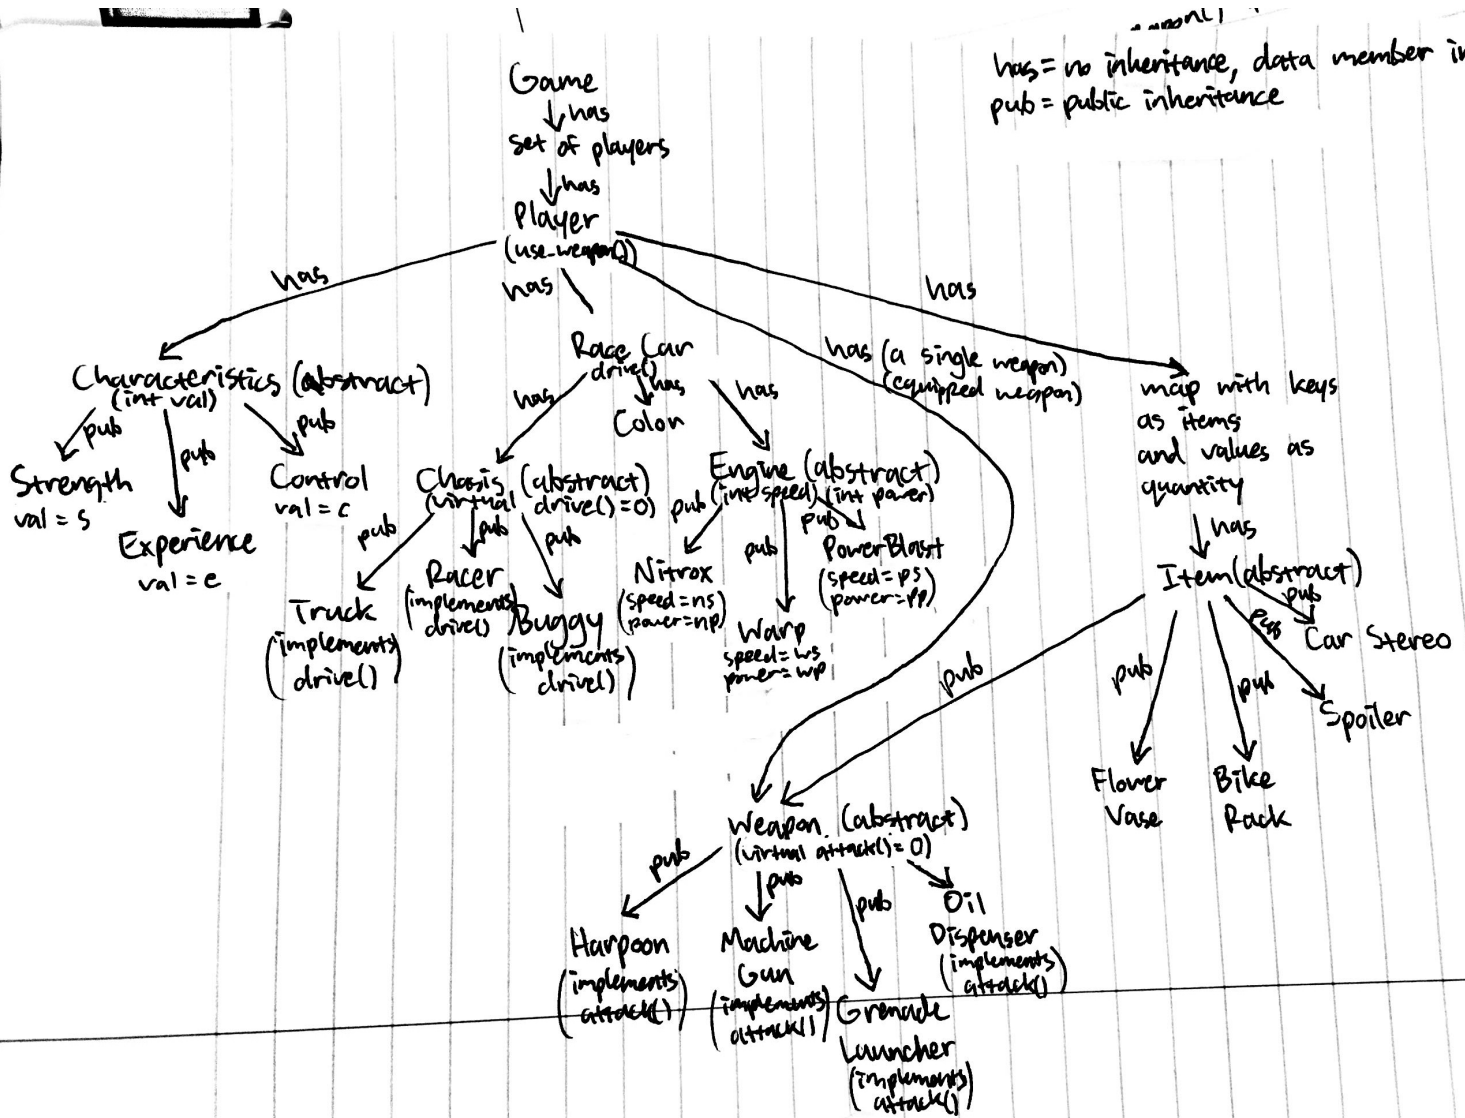 has = no inheritance, data member
pub = public inheritance
Game
has
set of players
has
Player
(use_weapon())
has
has
has
has (a single weapon)
(equipped weapon)
Characteristics (abstract)
(int val)
pub
pub
pub
Strength
val = s
Experience
val = e
Control
val = c
Race Car
drive()
has
has
has
Color
Chasis (abstract)
(virtual drive() = 0)
pub
pub
pub
Truck
(implements
drive())
Racer
(implements
drive())
Buggy
(implements
drive())
Engine (abstract)
(int speed) (int power)
pub
pub
pub
Nitrox
(speed = ns
power = np)
Warp
speed = ws
power = wp
PowerBlast
(speed = ps
power = pp)
map with keys
as items
and values as
quantity
has
Item (abstract)
pub
pub
pub
pub
pub
Car Stereo
Spoiler
Flower
Vase
Bike
Rack
Weapon (abstract)
(virtual attack() = 0)
pub
pub
pub
Harpoon
(implements
attack())
Machine
Gun
(implements
attack())
Grenade
Launcher
(implements
attack())
Oil
Dispenser
(implements
attack())